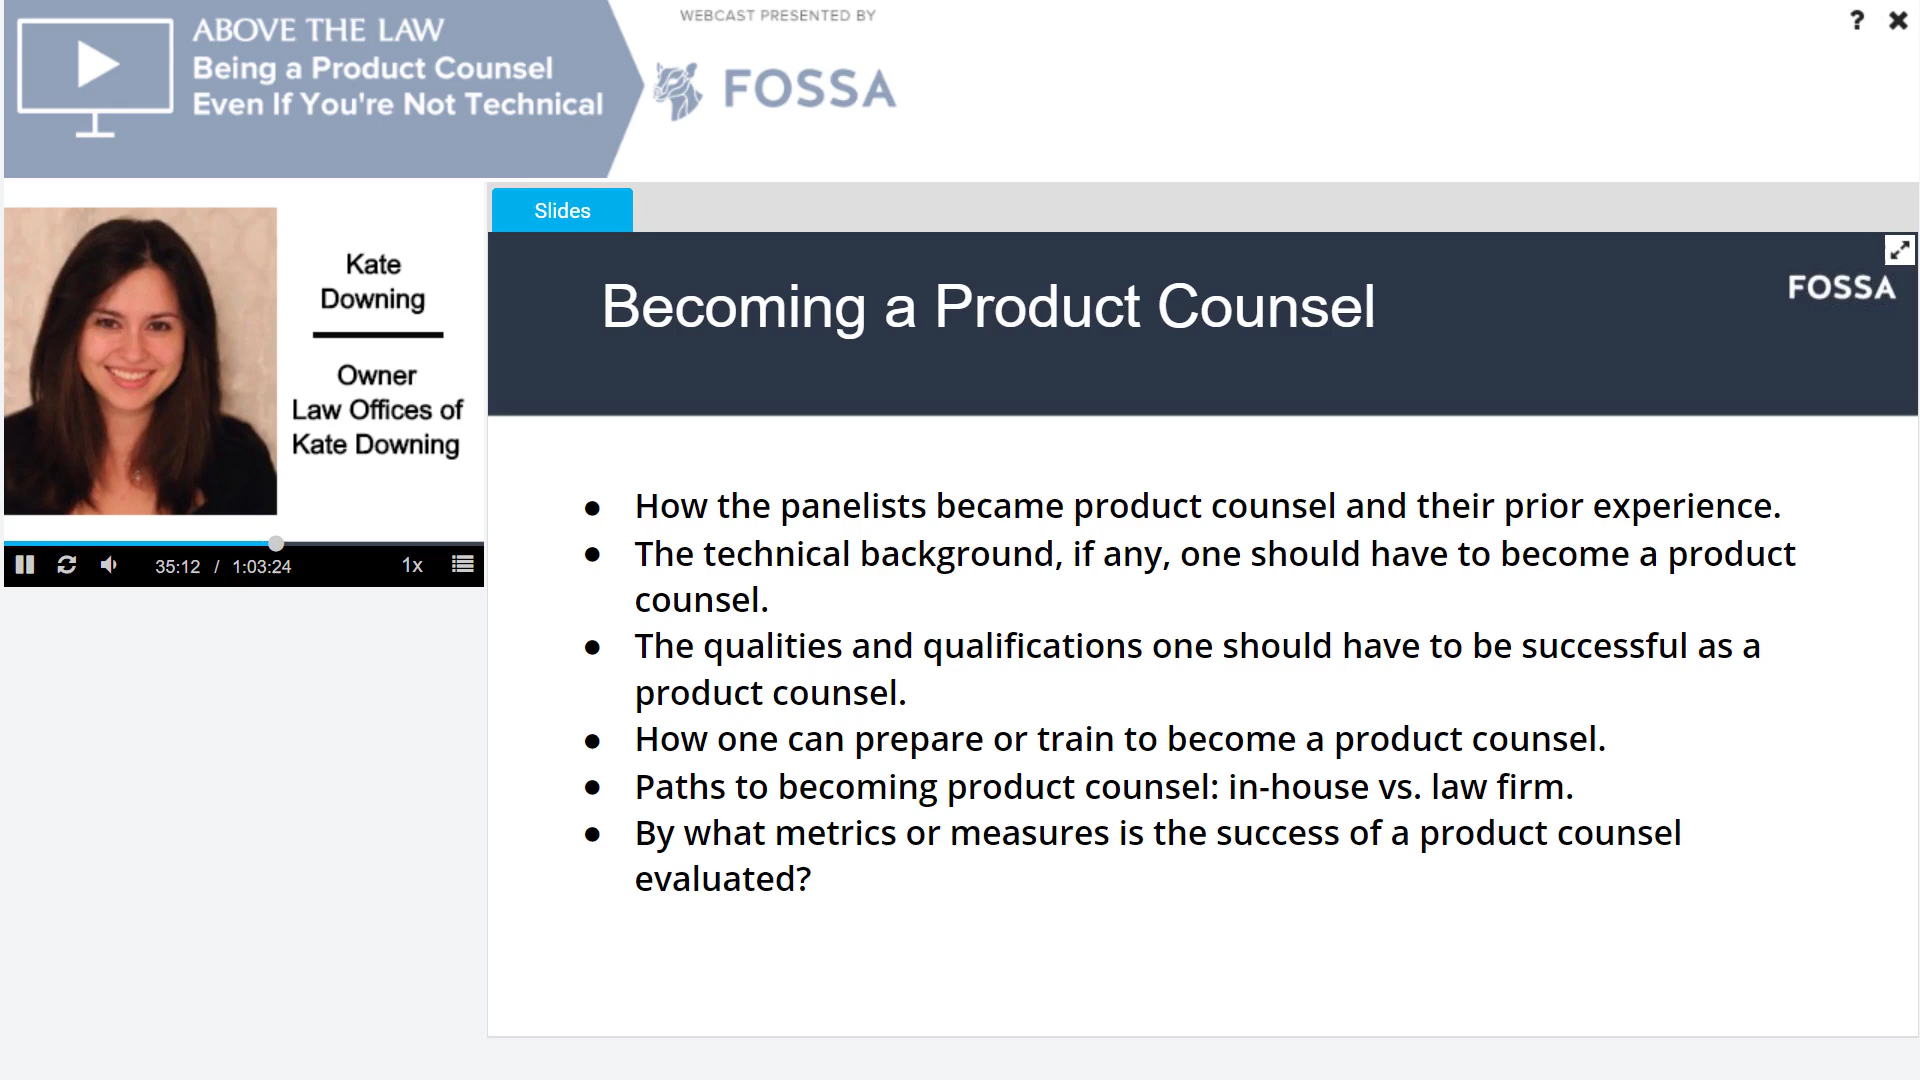 ABOVE THE LAW
Being a Product Counsel
Even If You're Not Technical
WEBCAST PRESENTED BY
FOSSA
?
Kate
Downing
Owner
Law Offices of
Kate Downing
35:12 / 1:03:24
1x
Slides
Becoming a Product Counsel
FOSSA
● How the panelists became product counsel and their prior experience.
● The technical background, if any, one should have to become a product
counsel.
● The qualities and qualifications one should have to be successful as a
product counsel.
● How one can prepare or train to become a product counsel.
● Paths to becoming product counsel: in-house vs. law firm.
● By what metrics or measures is the success of a product counsel
evaluated?